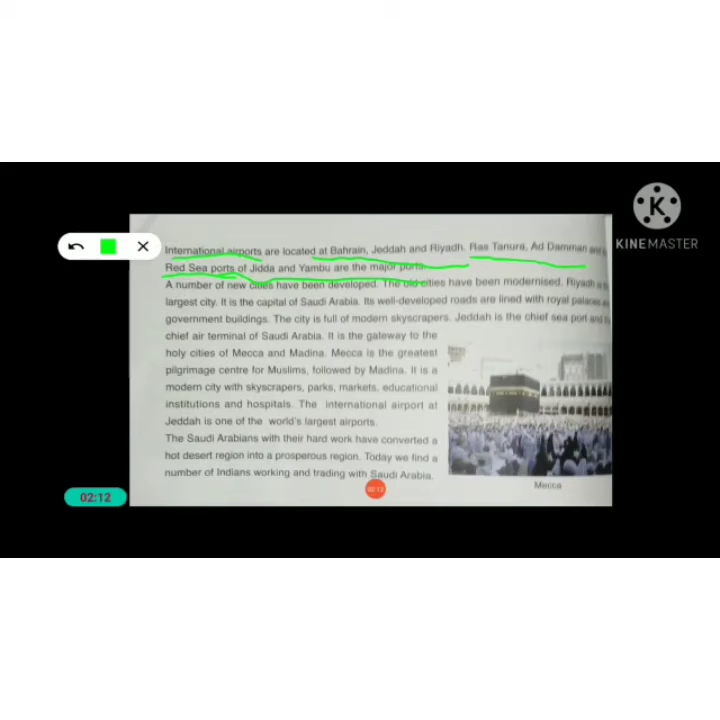 KINEMASTER
International airports are located at Bahrain, Jeddah and Riyadh. Ras Tanura, Ad Damman and
Red Sea ports of Jidda and Yambu are the major ports.
A number of new cities have been developed. The old cities have been modernised. Riyadh is
largest city. It is the capital of Saudi Arabia. Its well-developed roads are lined with royal palaces
government buildings. The city is full of modern skyscrapers. Jeddah is the chief sea port and
chief air terminal of Saudi Arabia. It is the gateway to the
holy cities of Mecca and Madina. Mecca is the greatest
pilgrimage centre for Muslims, followed by Madina. It is a
modern city with skyscrapers, parks, markets, educational
institutions and hospitals. The international airport at
Jeddah is one of the world's largest airports.
The Saudi Arabians with their hard work have converted a
hot desert region into a prosperous region. Today we find a
number of Indians working and trading with Saudi Arabia.
Mecca
02:12
02:12